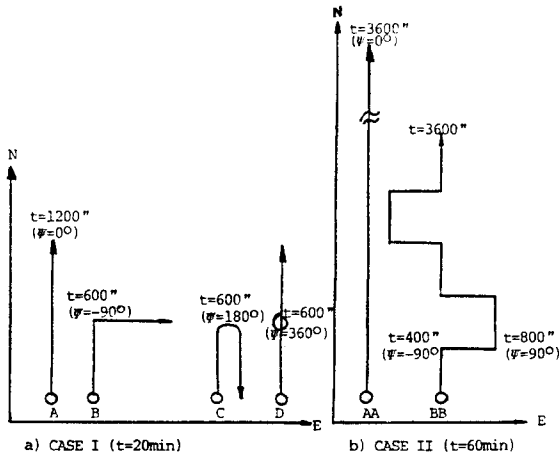 N
t=3600"
(Ψ=0°)
t=3600"
N
t=1200"
(Ψ=0°)
t=600"
(Ψ=-90°)
t=600"
(Ψ=180°)
t=600"
(Ψ=360°)
t=400"
(Ψ=-90°)
t=800"
(Ψ=90°)
A
B
C
D
E
AA
BB
E
a) CASE I (t=20min)
b) CASE II (t=60min)